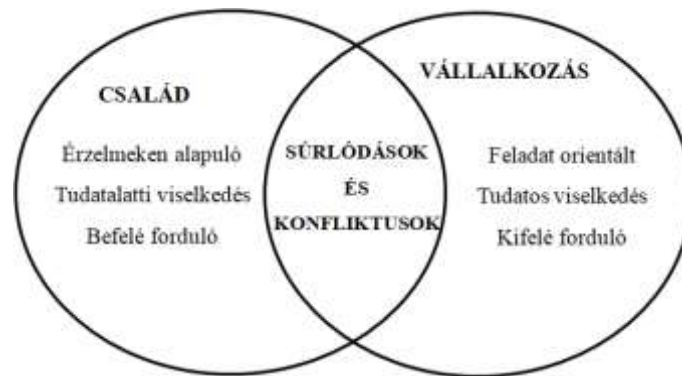 CSALÁD
Érzelmeken alapuló
Tudatalatti viselkedés
Befelé forduló
SÚRLÓDÁSOK
ÉS
KONFLIKTUSOK
VÁLLALKOZÁS
Feladat orientált
Tudatos viselkedés
Kifelé forduló